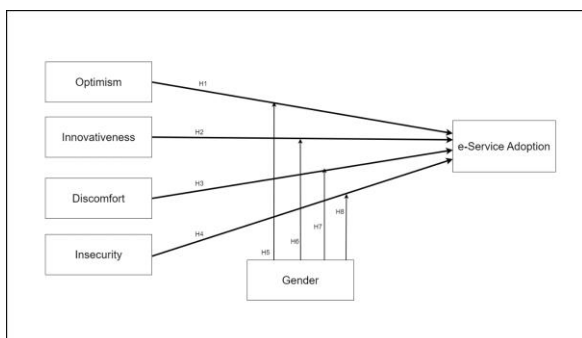 Optimism
H1
Innovativeness
H2
e-Service Adoption
Discomfort
H3
Insecurity
H4
H5
H6
H7
H8
Gender